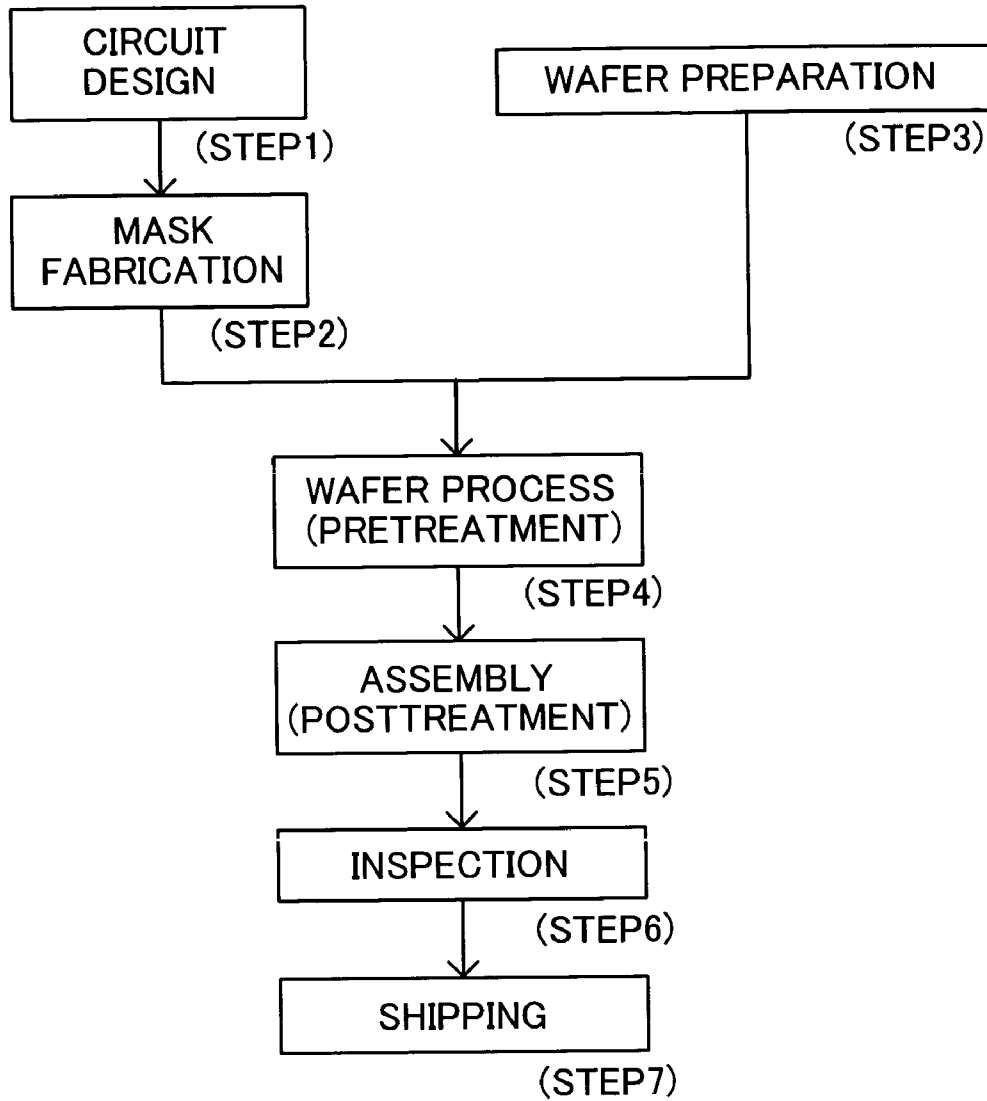 CIRCUIT
DESIGN
(STEP1)
WAFER PREPARATION
(STEP3)
MASK
FABRICATION
(STEP2)
WAFER PROCESS
(PRETREATMENT)
(STEP4)
ASSEMBLY
(POSTTREATMENT)
(STEP5)
INSPECTION
(STEP6)
SHIPPING
(STEP7)